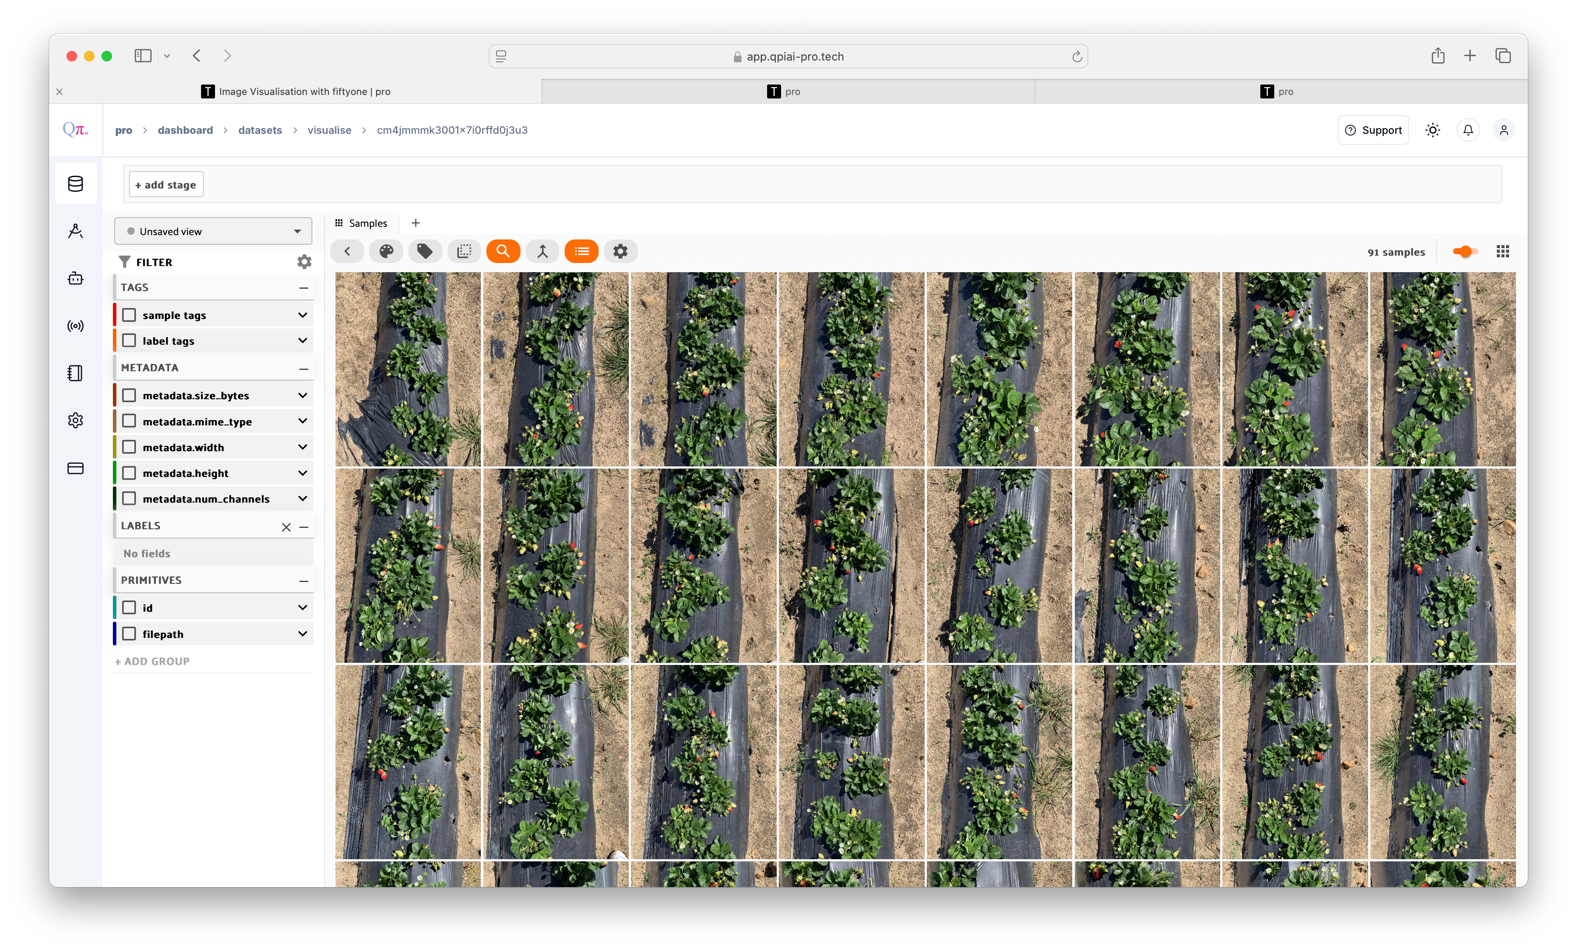 app.qpiai-pro.tech
Image Visualisation with fiftyone | pro
pro
pro
Qπ
pro > dashboard > datasets > visualise > cm4jmmmk3001x7i0rffd0j3u3
Support
+ add stage
Unsaved view
Samples
FILTER
91 samples
TAGS
sample tags
label tags
METADATA
metadata.size_bytes
metadata.mime_type
metadata.width
metadata.height
metadata.num_channels
LABELS
No fields
PRIMITIVES
id
filepath
+ ADD GROUP